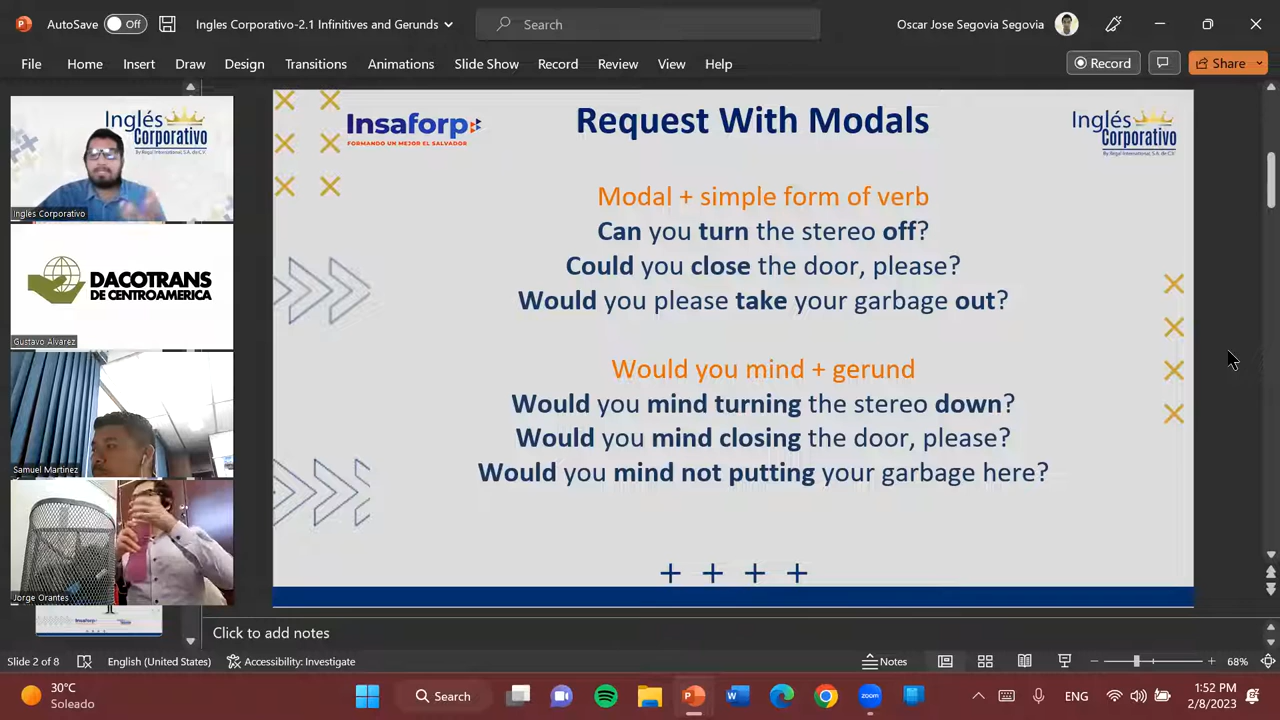 AutoSave Off Ingles Corporativo-2.1 Infinitives and Gerunds Search Oscar Jose Segovia Segovia
File Home Insert Draw Design Transitions Animations Slide Show Record Review View Help Record Share
Inglés
Corporativo
Ingles Corporativo
DACOTRANS
DE CENTROAMERICA
Gustavo Alvarez
Samuel Martinez
Jorge Orantes
Insaforp
FORMANDO UN MEJOR EL SALVADOR
Request With Modals
Inglés
Corporativo
By Regal International, S.A. de C.V.
Modal + simple form of verb
Can you turn the stereo off?
Could you close the door, please?
Would you please take your garbage out?
Would you mind + gerund
Would you mind turning the stereo down?
Would you mind closing the door, please?
Would you mind not putting your garbage here?
Click to add notes
Slide 2 of 8 English (United States) Accessibility: Investigate Notes 68%
30°C
Soleado
Search
zoom
ENG
1:52 PM
2/8/2023